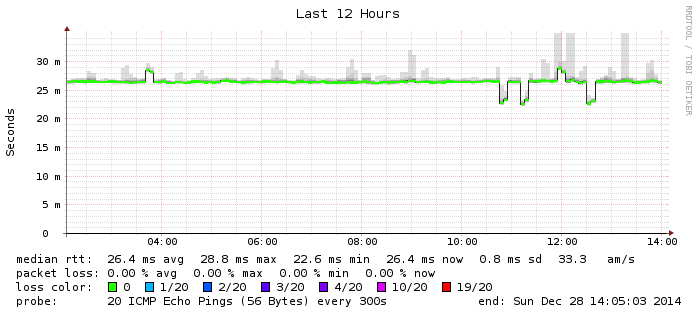 Last 12 Hours
RRDTOOL / TOBI OETIKER
Seconds
30 m
25 m
20 m
15 m
10 m
5 m
0
04:00 06:00 08:00 10:00 12:00 14:00
median rtt: 26.4 ms avg 28.8 ms max 22.6 ms min 26.4 ms now 0.8 ms sd 33.3 am/s
packet loss: 0.00 % avg 0.00 % max 0.00 % min 0.00 % now
loss color: 0 1/20 2/20 3/20 4/20 10/20 19/20
probe: 20 ICMP Echo Pings (56 Bytes) every 300s end: Sun Dec 28 14:05:03 2014